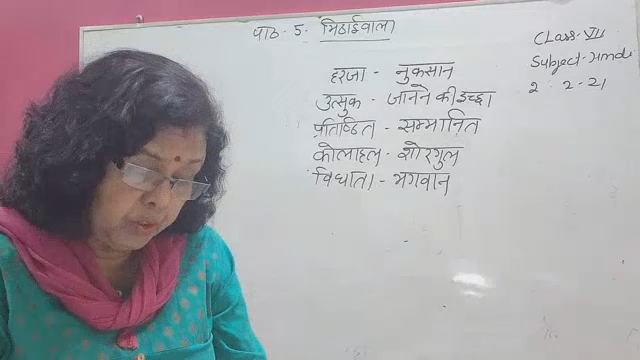 पाठ - 5. मिठाईवाला
Class - VII
Subject - Hindi
2 - 2 - 21
हरजा - नुकसान
उत्सुक - जानने की इच्छा
प्रतिष्ठित - सम्मानित
कोलाहल - शोरगुल
विधाता - भगवान